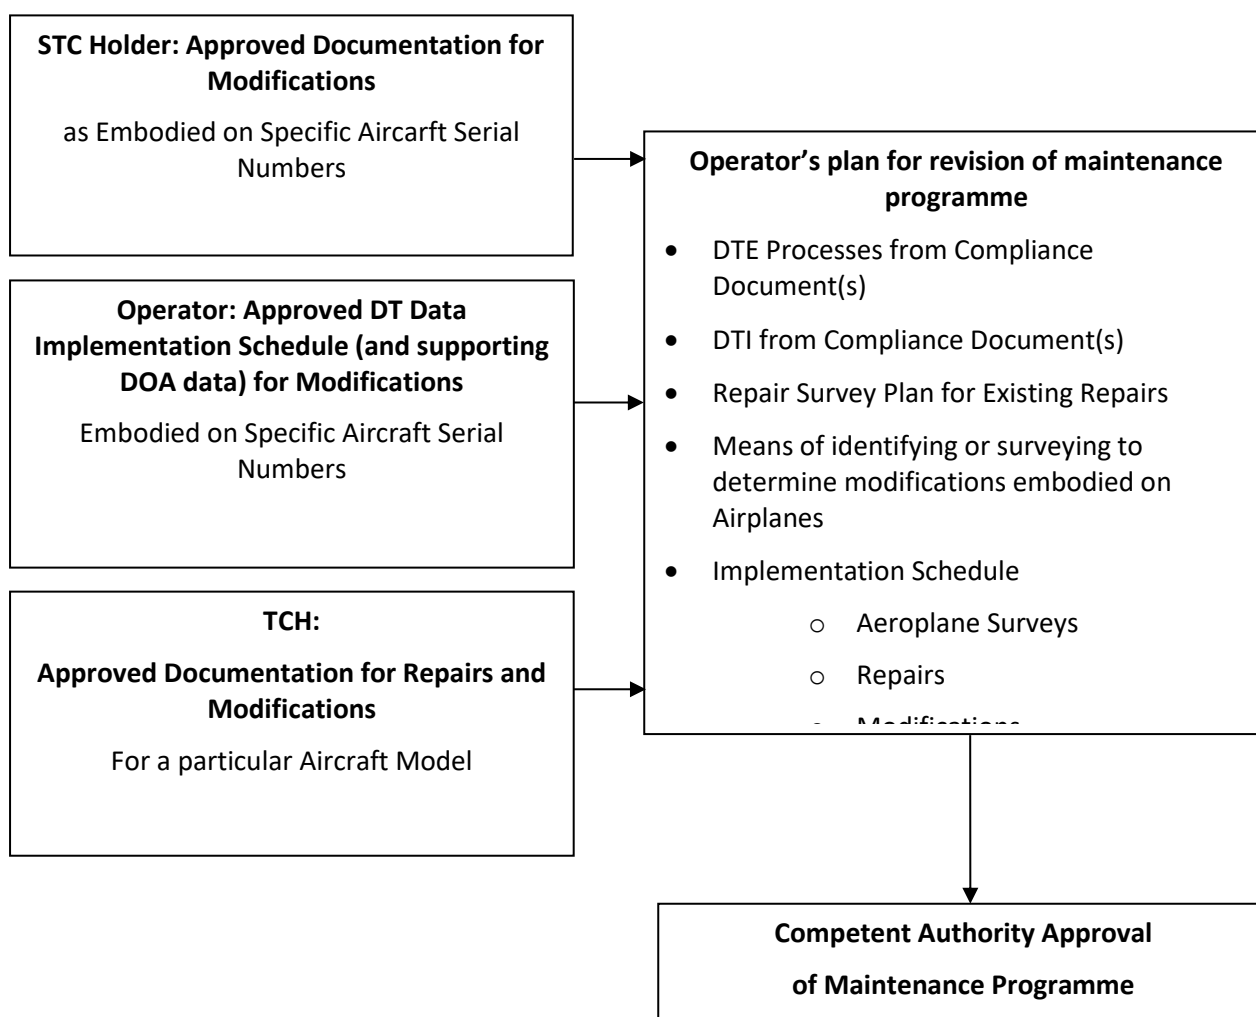 STC Holder: Approved Documentation for
Modifications
as Embodied on Specific Aircarft Serial
Numbers
Operator: Approved DT Data
Implementation Schedule (and supporting
DOA data) for Modifications
Embodied on Specific Aircraft Serial
Numbers
TCH:
Approved Documentation for Repairs and
Modifications
For a particular Aircraft Model
Operator’s plan for revision of maintenance
programme
• DTE Processes from Compliance
Document(s)
• DTI from Compliance Document(s)
• Repair Survey Plan for Existing Repairs
• Means of identifying or surveying to
determine modifications embodied on
Airplanes
• Implementation Schedule
o Aeroplane Surveys
o Repairs
o Modifications
Competent Authority Approval
of Maintenance Programme